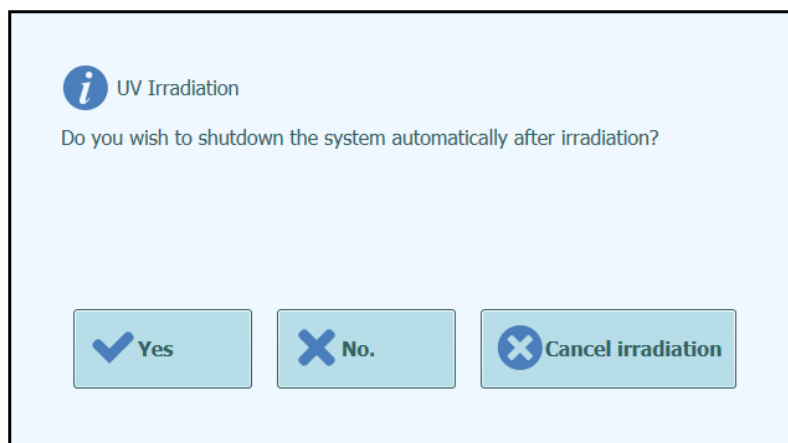 UV Irradiation
Do you wish to shutdown the system automatically after irradiation?
Yes
No.
Cancel irradiation